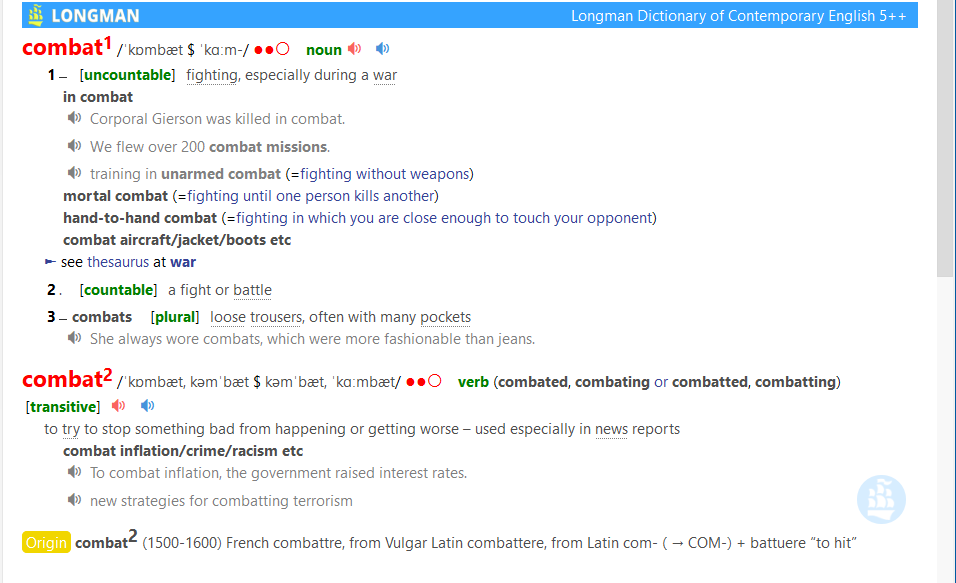 LONGMAN Longman Dictionary of Contemporary English 5++
combat1 /ˈkɒmbæt $ ˈkɑːm-/ ●●○ noun
1 – [uncountable] fighting, especially during a war
in combat
Corporal Gierson was killed in combat.
We flew over 200 combat missions.
training in unarmed combat (=fighting without weapons)
mortal combat (=fighting until one person kills another)
hand-to-hand combat (=fighting in which you are close enough to touch your opponent)
combat aircraft/jacket/boots etc
► see thesaurus at war
2 . [countable] a fight or battle
3 – combats [plural] loose trousers, often with many pockets
She always wore combats, which were more fashionable than jeans.
combat2 /ˈkɒmbæt, kəmˈbæt $ kəmˈbæt, ˈkɑːmbæt/ ●●○ verb (combated, combating or combatted, combatting)
[transitive]
to try to stop something bad from happening or getting worse – used especially in news reports
combat inflation/crime/racism etc
To combat inflation, the government raised interest rates.
new strategies for combatting terrorism
Origin combat2 (1500-1600) French combattre, from Vulgar Latin combattere, from Latin com- ( → COM-) + battuere “to hit”